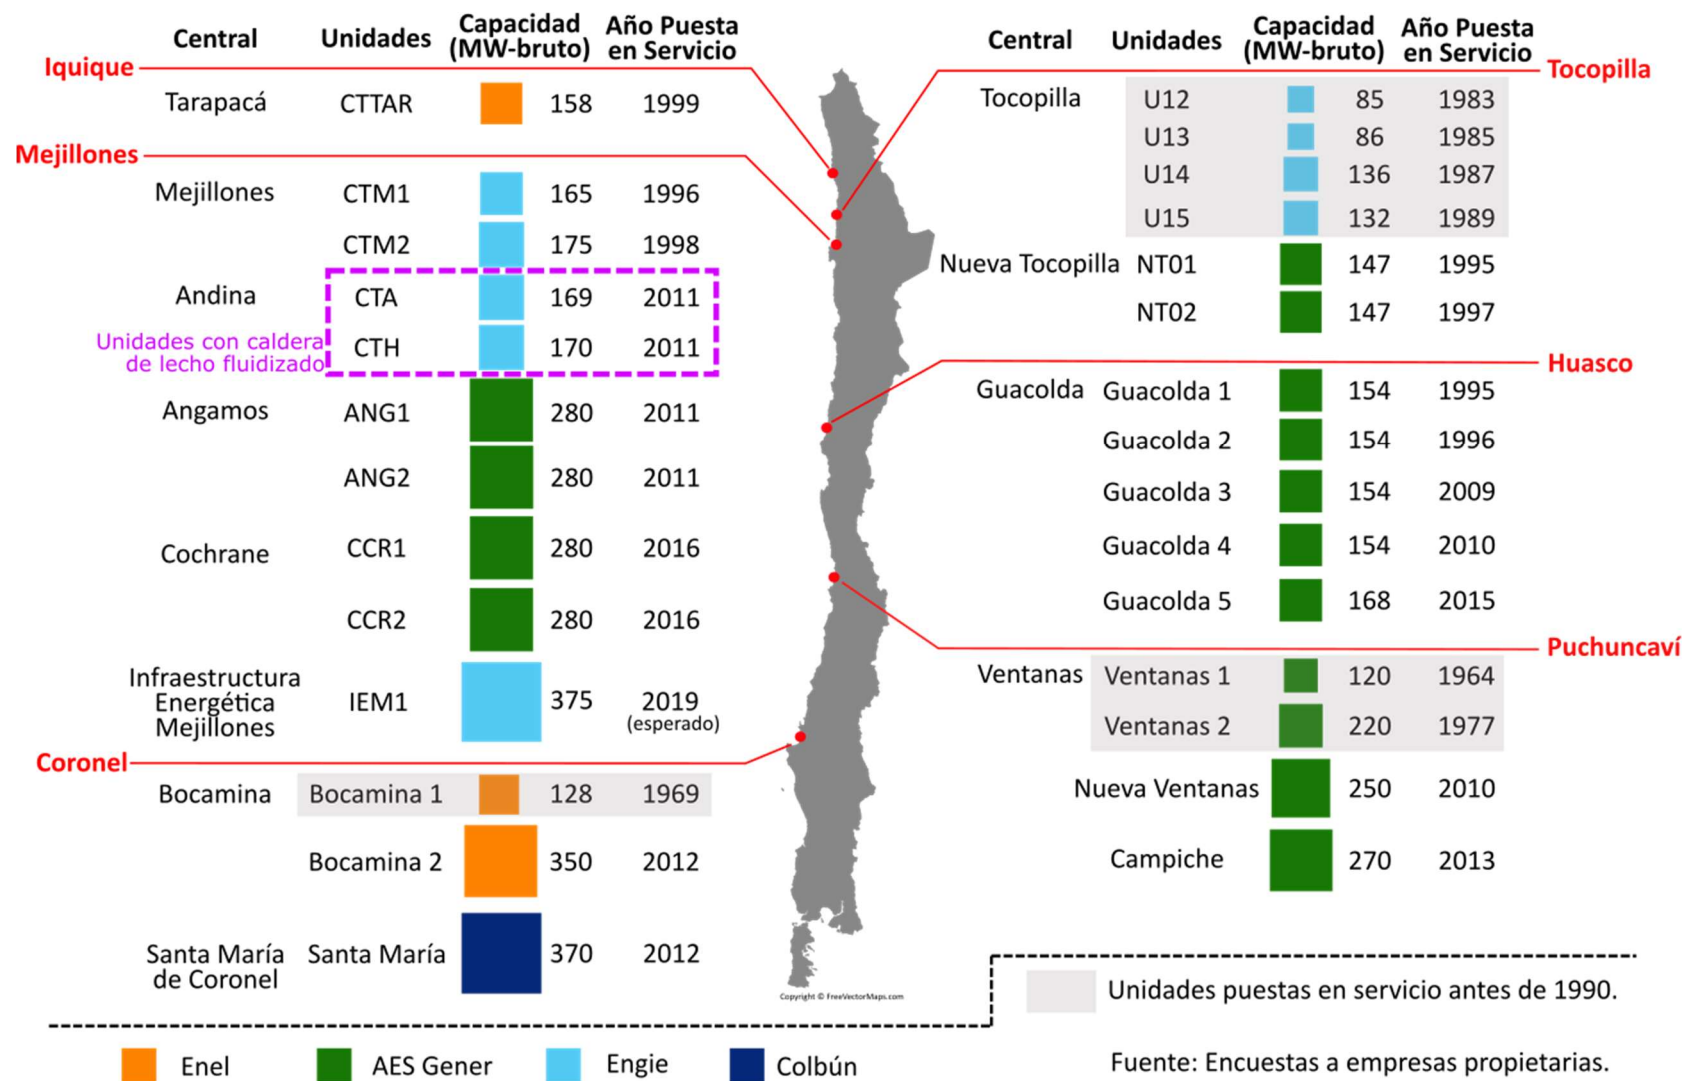 Central Unidades Capacidad (MW-bruto) Año Puesta en Servicio
Iquique
Tarapacá CTTAR 158 1999
Mejillones
Mejillones CTM1 165 1996
CTM2 175 1998
Andina CTA 169 2011
Unidades con caldera
de lecho fluidizado
CTH 170 2011
Angamos ANG1 280 2011
ANG2 280 2011
Cochrane CCR1 280 2016
CCR2 280 2016
Infraestructura
Energética
Mejillones
IEM1 375 2019
(esperado)
Coronel
Bocamina Bocamina 1 128 1969
Bocamina 2 350 2012
Santa María
de Coronel
Santa María 370 2012
Central Unidades Capacidad (MW-bruto) Año Puesta en Servicio
Tocopilla
Tocopilla U12 85 1983
U13 86 1985
U14 136 1987
U15 132 1989
Nueva Tocopilla NT01 147 1995
NT02 147 1997
Huasco
Guacolda Guacolda 1 154 1995
Guacolda 2 154 1996
Guacolda 3 154 2009
Guacolda 4 154 2010
Guacolda 5 168 2015
Puchuncaví
Ventanas Ventanas 1 120 1964
Ventanas 2 220 1977
Nueva Ventanas 250 2010
Campiche 270 2013
Copyright © FreeVectorMaps.com
Unidades puestas en servicio antes de 1990.
Enel AES Gener Engie Colbún
Fuente: Encuestas a empresas propietarias.